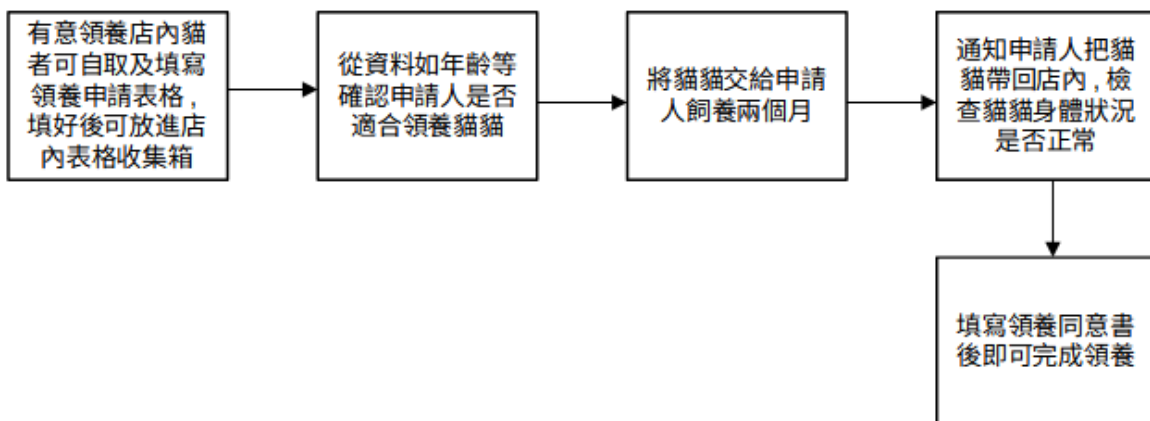 有意領養店內貓
者可自取及填寫
領養申請表格，
填好後可放進店
內表格收集箱
從資料如年齡等
確認申請人是否
適合領養貓貓
將貓貓交給申請
人飼養兩個月
通知申請人把貓
貓帶回店內，檢
查貓貓身體狀況
是否正常
填寫領養同意書
後即可完成領養